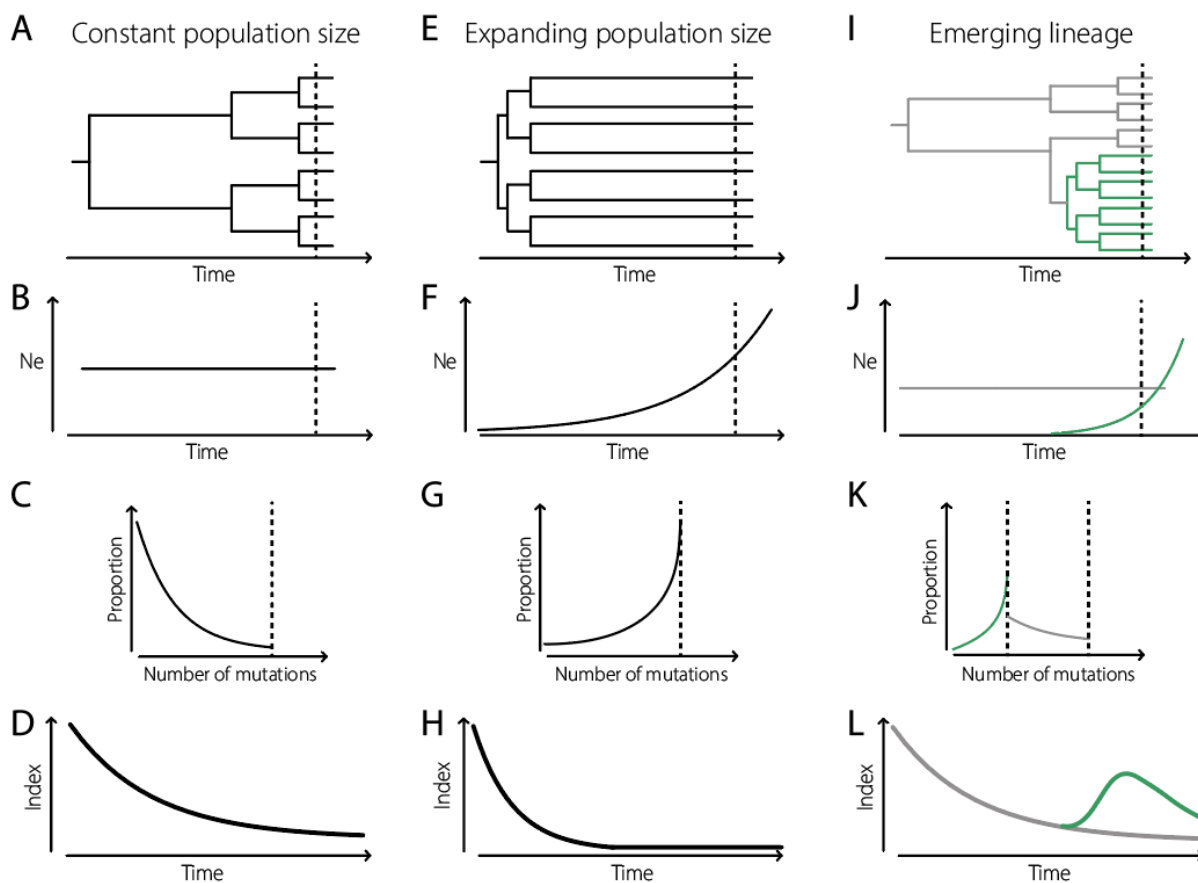 A Constant population size E Expanding population size I Emerging lineage
Time Time Time
B F J
Ne Ne Ne
Time Time Time
C G K
Proportion Proportion Proportion
Number of mutations Number of mutations Number of mutations
D H L
Index Index Index
Time Time Time